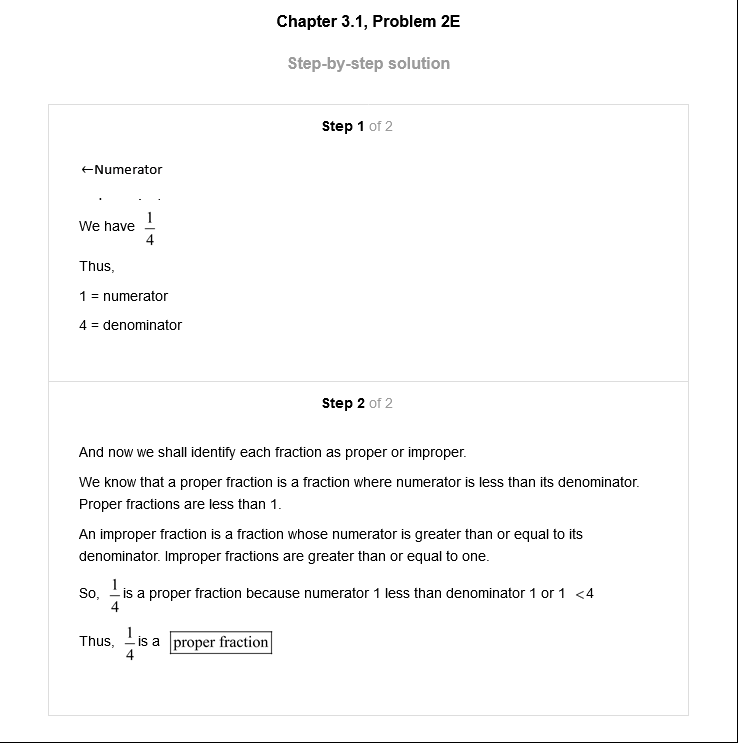 Chapter 3.1, Problem 2E
Step-by-step solution
Step 1 of 2
←Numerator
We have 1/4
Thus,
1 = numerator
4 = denominator
Step 2 of 2
And now we shall identify each fraction as proper or improper.
We know that a proper fraction is a fraction where numerator is less than its denominator.
Proper fractions are less than 1.
An improper fraction is a fraction whose numerator is greater than or equal to its
denominator. Improper fractions are greater than or equal to one.
So, 1/4 is a proper fraction because numerator 1 less than denominator 1 or 1 <4
Thus, 1/4 is a proper fraction